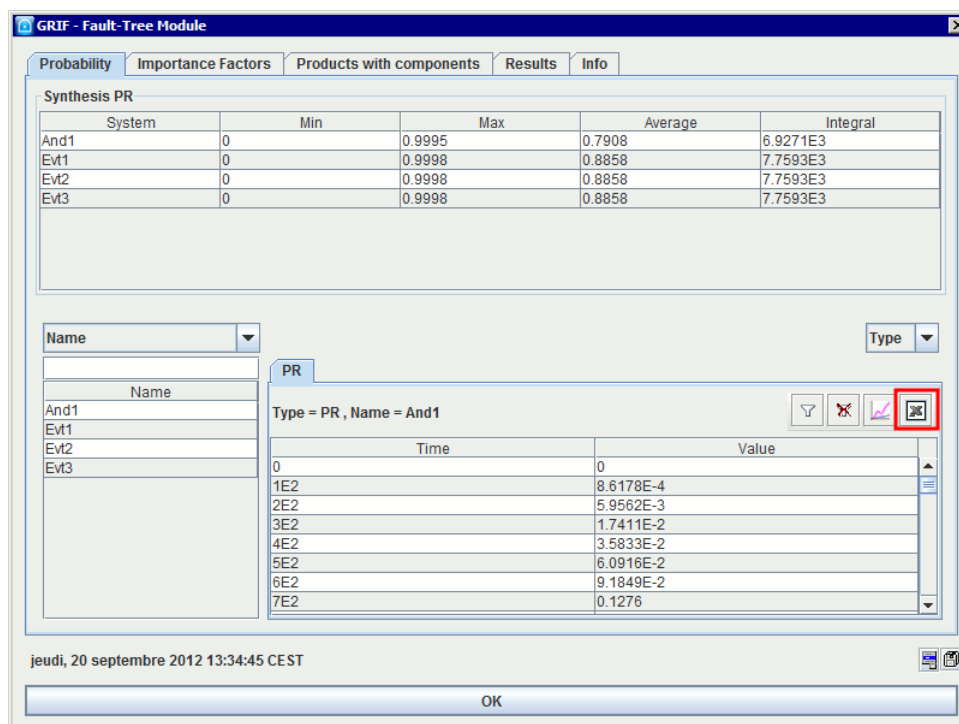 GRIF - Fault-Tree Module
Probability Importance Factors Products with components Results Info
Synthesis PR
System Min Max Average Integral
And1 0 0.9995 0.7908 6.9271E3
Evt1 0 0.9998 0.8858 7.7593E3
Evt2 0 0.9998 0.8858 7.7593E3
Evt3 0 0.9998 0.8858 7.7593E3
Name Type
PR
Name
And1
Evt1
Evt2
Evt3
Type = PR , Name = And1
Time Value
0 0
1E2 8.6178E-4
2E2 5.9562E-3
3E2 1.7411E-2
4E2 3.5833E-2
5E2 6.0916E-2
6E2 9.1849E-2
7E2 0.1276
jeudi, 20 septembre 2012 13:34:45 CEST
OK